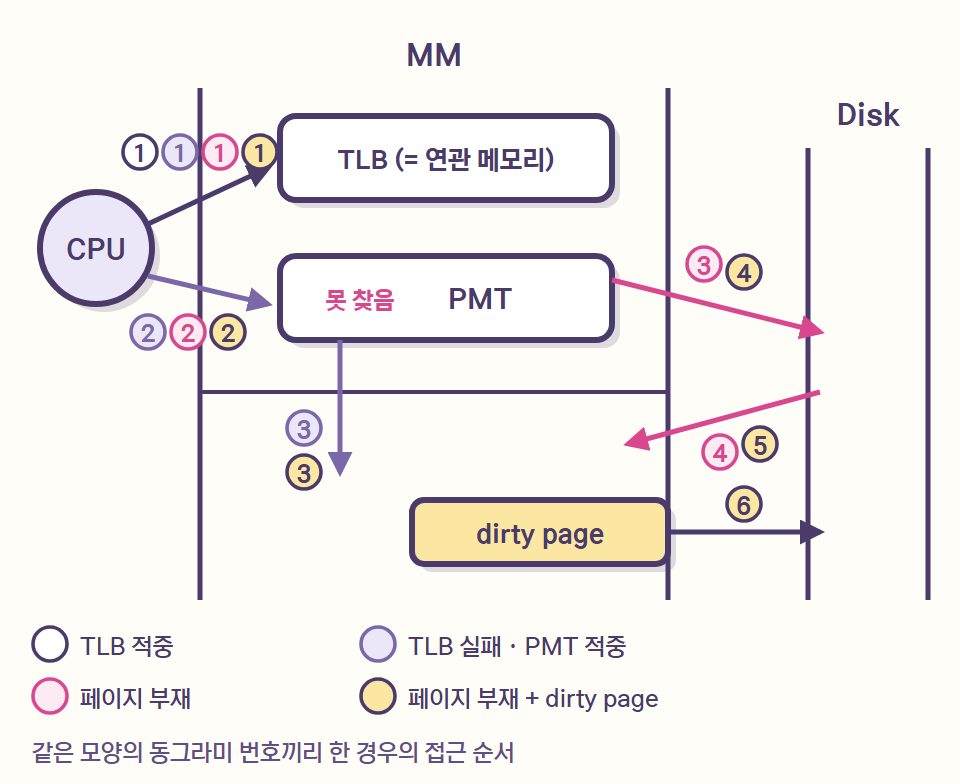 MM
Disk
1 1 1 1
TLB (= 연관 메모리)
CPU
못 찾음 PMT
3 4
2 2 2
3
3
4 5
6
dirty page
TLB 적중
TLB 실패 · PMT 적중
페이지 부재
페이지 부재 + dirty page
같은 모양의 동그라미 번호끼리 한 경우의 접근 순서